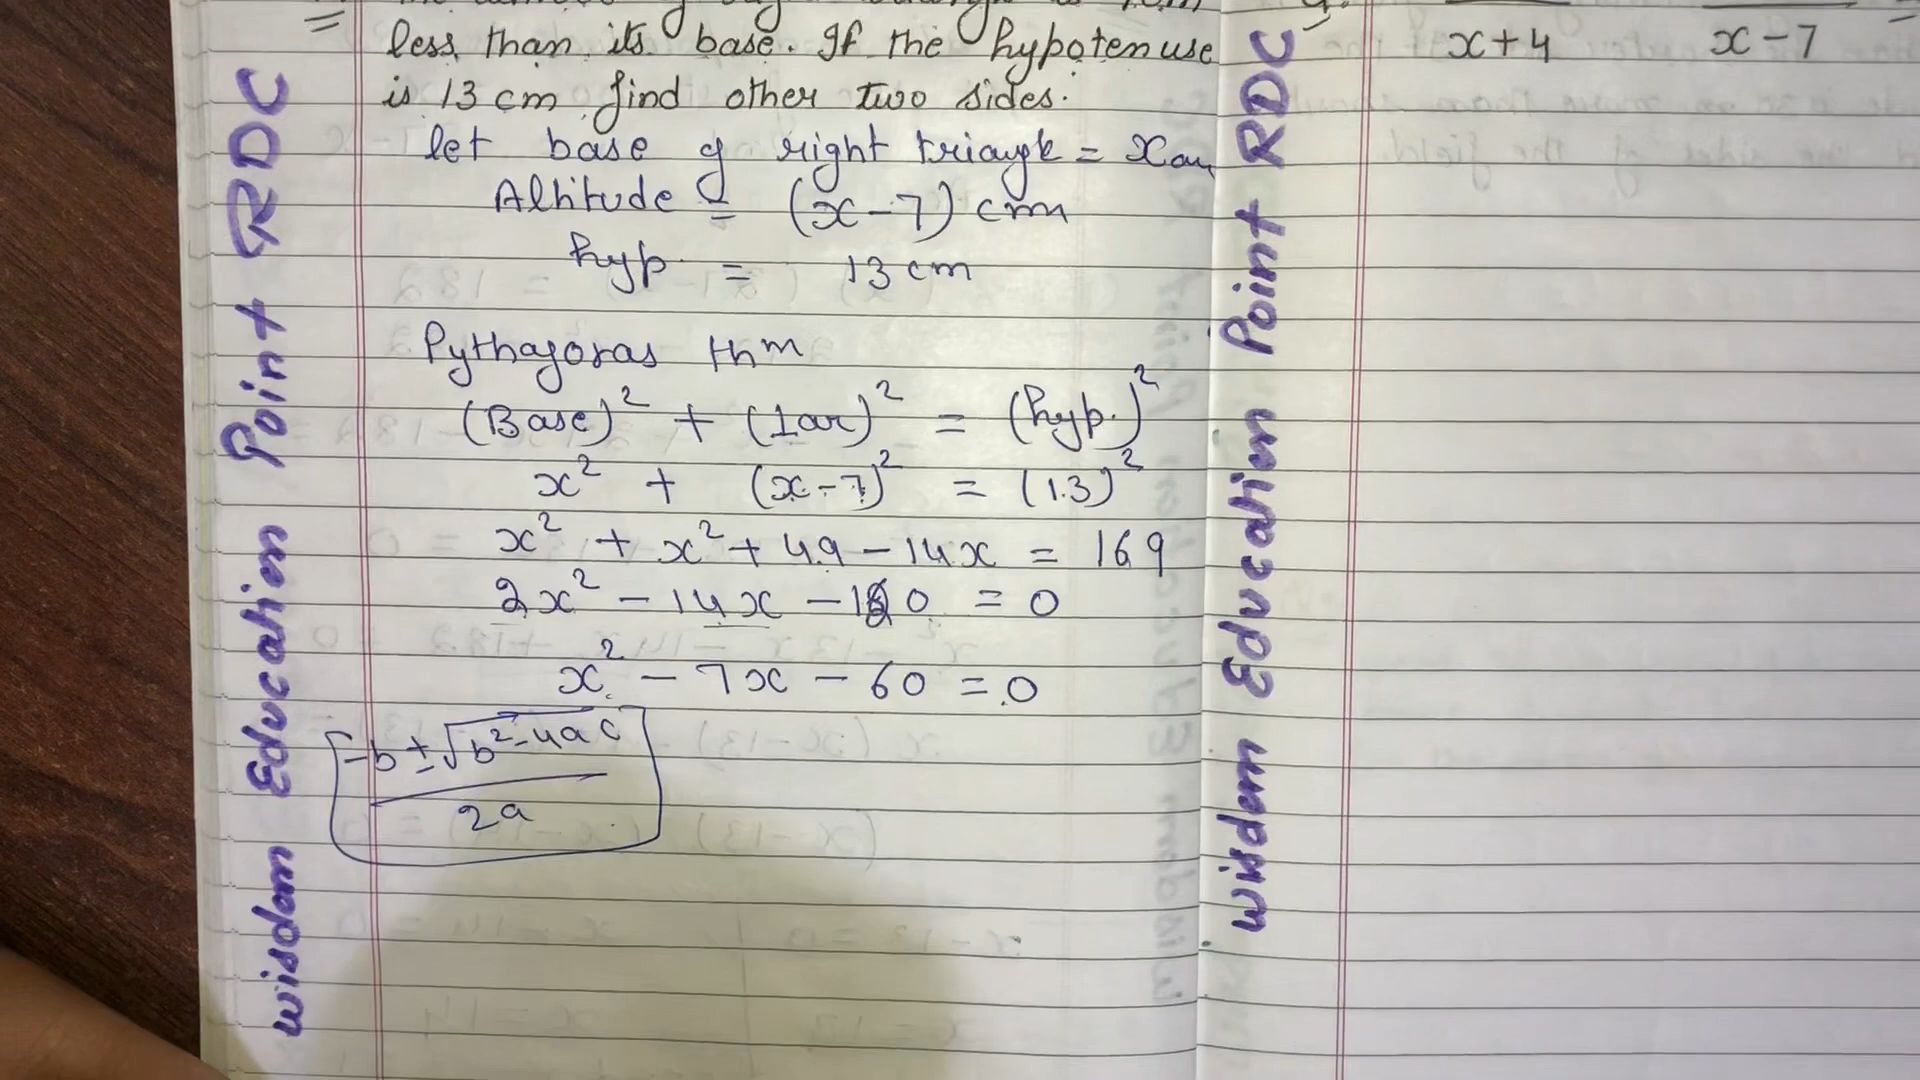 less than its base. If the hypotenuse
is 13 cm find other two sides.
let base of right triangle = x cm
Altitude = (x-7) cm
hyp. = 13 cm
Pythagoras thm
(Base)² + (lar)² = (hyp.)²
x² + (x-7)² = (13)²
x² + x² + 49 - 14x = 169
2x² - 14x - 120 = 0
x² - 7x - 60 = 0
-b ± √b²-4ac
2a
wisdom Education Point RDC
wisdom Education Point RDC
x+4
x-7